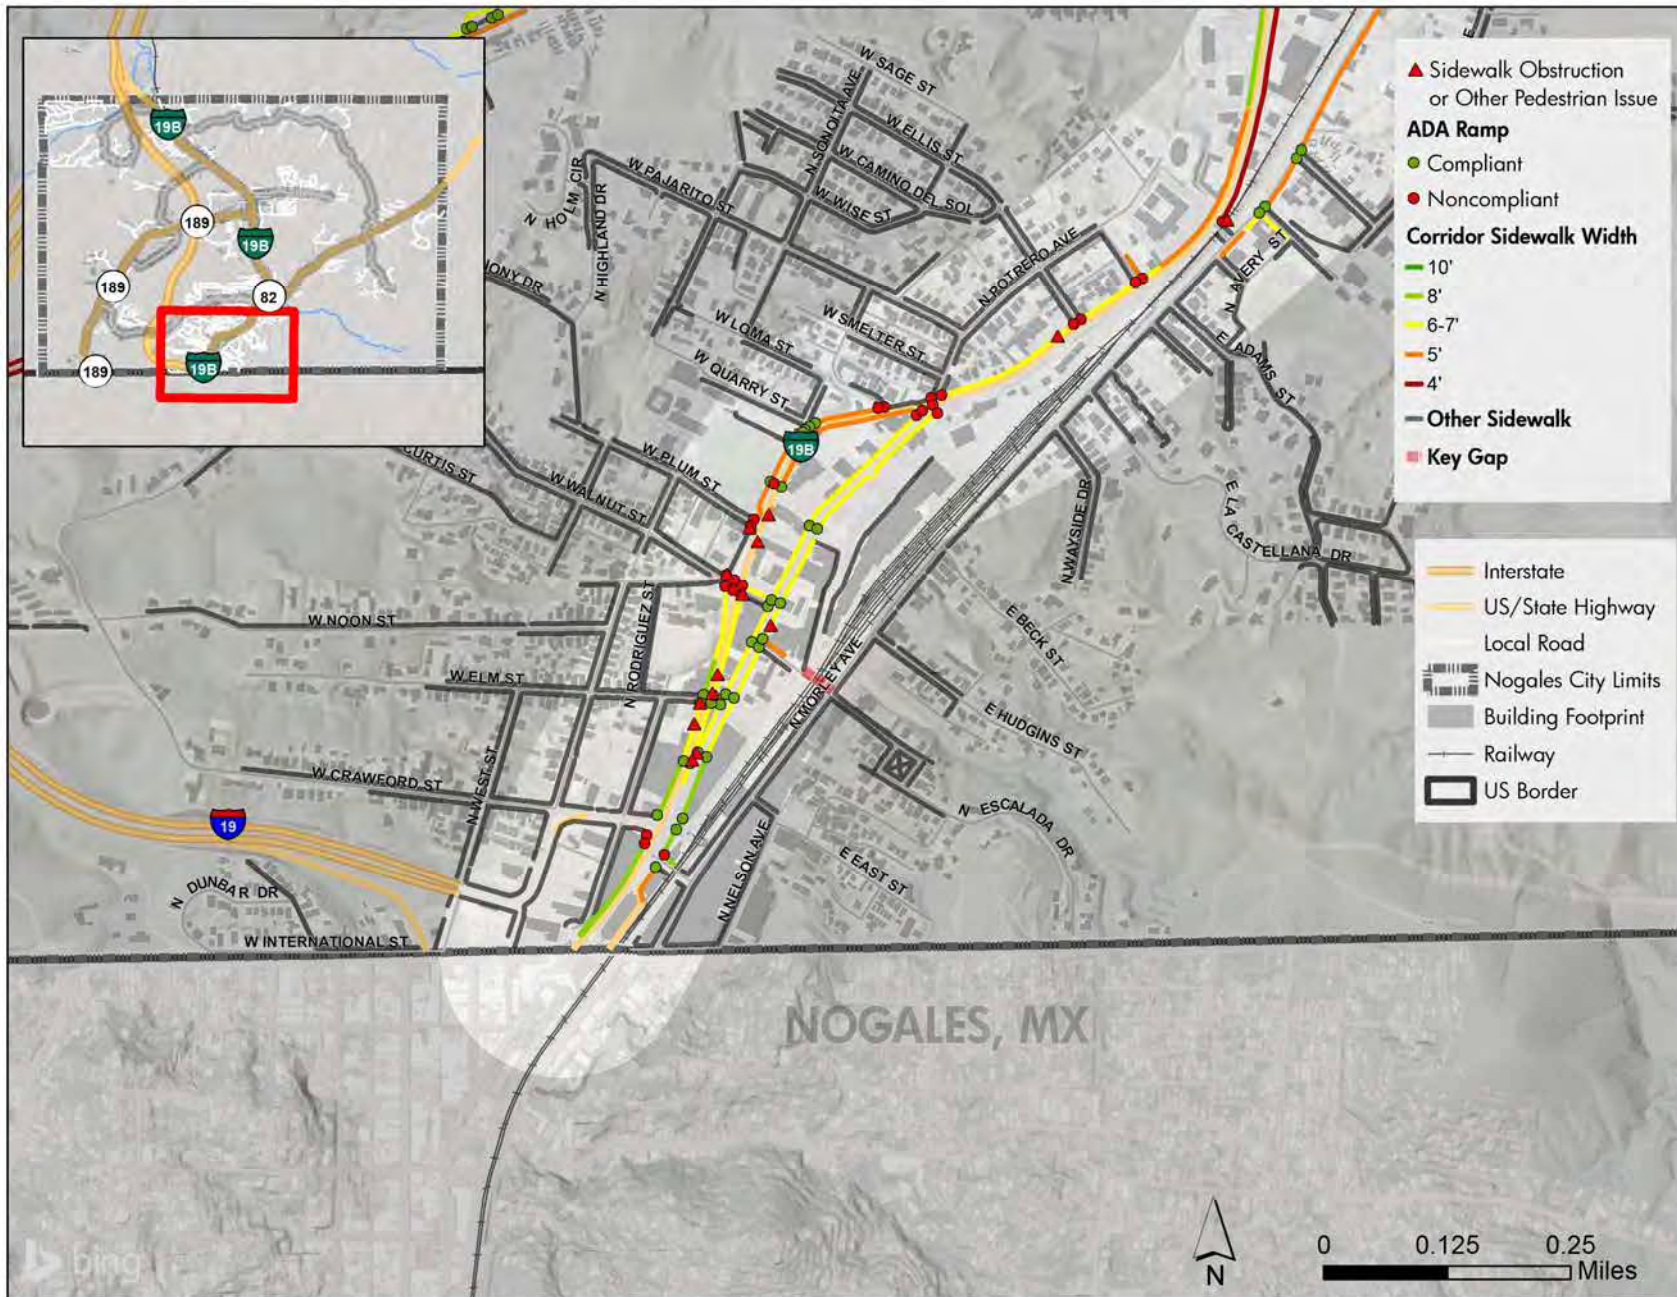 19B
189
19B
189
82
19B
189
Sidewalk Obstruction
or Other Pedestrian Issue
ADA Ramp
Compliant
Noncompliant
Corridor Sidewalk Width
10'
8'
6-7'
5'
4'
Other Sidewalk
Key Gap
Interstate
US/State Highway
Local Road
Nogales City Limits
Building Footprint
Railway
US Border
W SAGE ST
N SONOITA AVE
W ELLIS ST
W CAMINO DEL SOL
W WISE ST
W PAJARITO ST
N HOLM CIR
N HIGHLAND DR
N POTRERO AVE
W SMELTER ST
W LOMA ST
W QUARRY ST
19B
W PLUM ST
W WALNUT ST
CURTIS ST
N AVERY ST
E ADAMS ST
N WAYSIDE DR
E LA CASTELLANA DR
W NOON ST
N RODRIGUEZ ST
W ELM ST
E BECK ST
N MORLEY AVE
E HUDGINS ST
W CRAWFORD ST
N WEST ST
19
N ESCALADA DR
N NELSON AVE
E EAST ST
N DUNBAR DR
W INTERNATIONAL ST
NOGALES, MX
bing
N
0 0.125 0.25
Miles